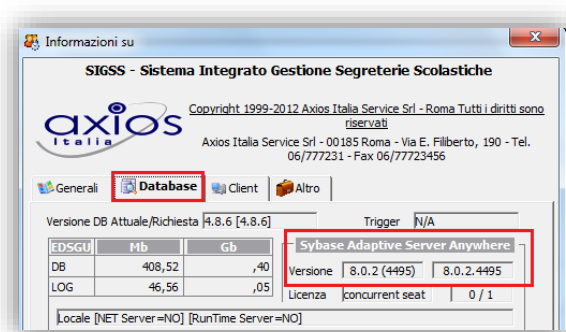 Informazioni su
SIGSS - Sistema Integrato Gestione Segreterie Scolastiche
axios
Italia
Copyright 1999-2012 Axios Italia Service Srl - Roma Tutti i diritti sono
riservati
Axios Italia Service Srl - 00185 Roma - Via E. Filiberto, 190 - Tel.
06/777231 - Fax 06/77723456
Generali Database Client Altro
Versione DB Attuale/Richiesta 4.8.6 [4.8.6] Trigger N/A
EDSGU Mb Gb
DB 408,52 ,40
LOG 46,56 ,05
Sybase Adaptive Server Anywhere
Versione 8.0.2 (4495) 8.0.2.4495
Licenza concurrent seat 0 / 1
Locale [NET Server=NO] [RunTime Server=NO]